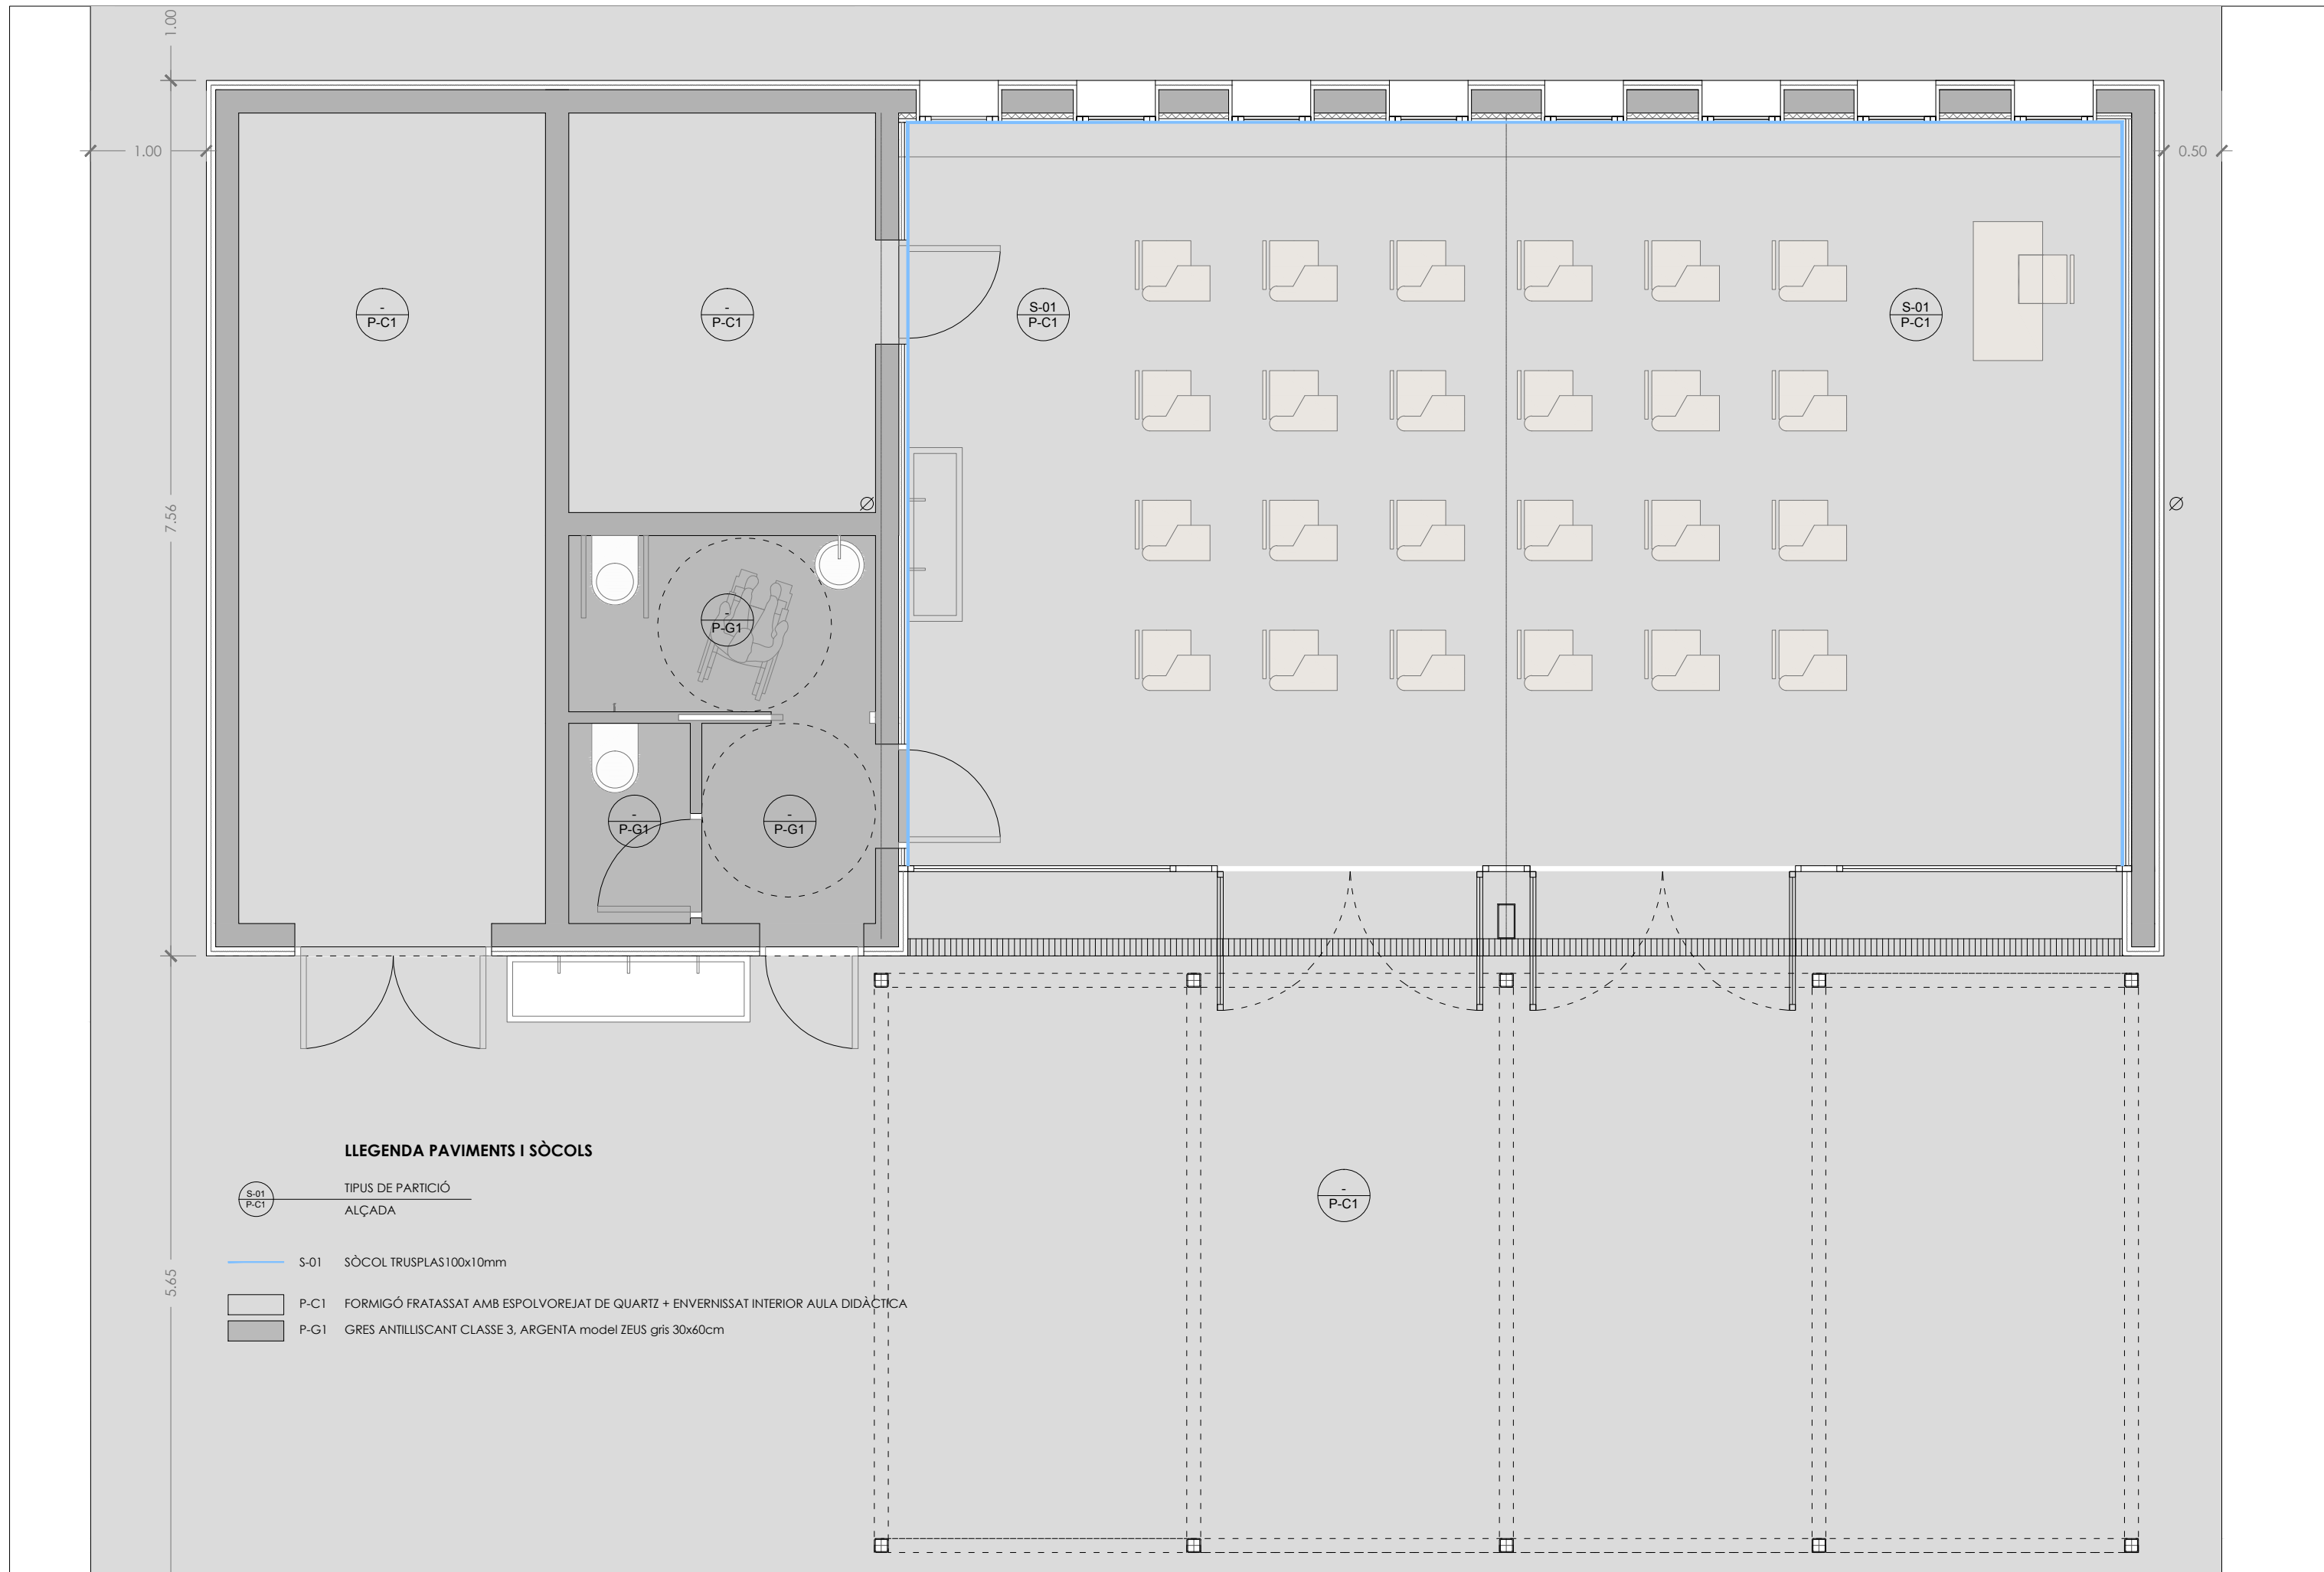 1.00
1.00
0.50
-
P-C1
-
P-C1
S-01
P-C1
S-01
P-C1
7.56
Ø
Ø
-
P-G1
-
P-G1
-
P-G1
LLEGENDA PAVIMENTS I SÒCOLS
S-01
P-C1
TIPUS DE PARTICIÓ
ALÇADA
-
P-C1
S-01 SÒCOL TRUSPLAS100x10mm
5.65
P-C1 FORMIGÓ FRATASSAT AMB ESPOLVOREJAT DE QUARTZ + ENVERNISSAT INTERIOR AULA DIDÀCTICA
P-G1 GRES ANTILLISCANT CLASSE 3, ARGENTA model ZEUS gris 30x60cm